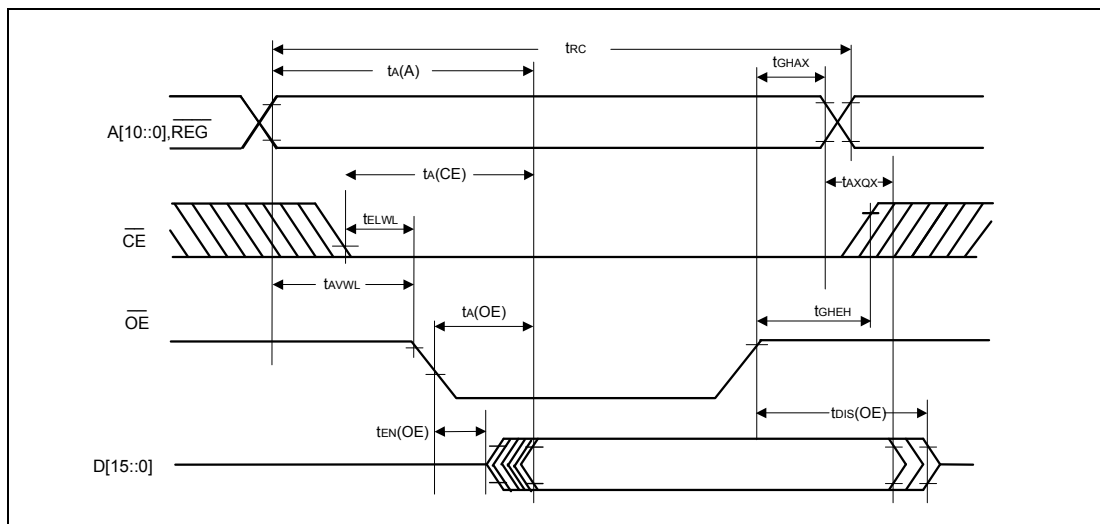 tRC
tA(A)
tGHAX
A[10::0],REG
tA(CE)
tAXQX
tELWL
CE
tAVWL
tA(OE)
tGHEH
OE
tDIS(OE)
tEN(OE)
D[15::0]